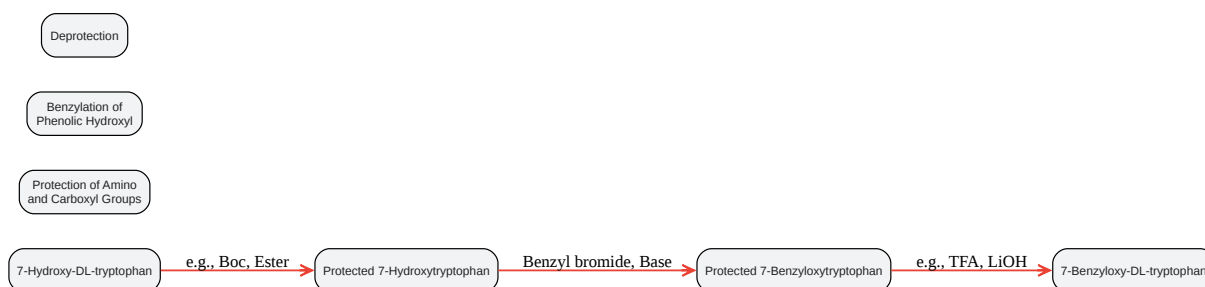 Deprotection
Benzylation of
Phenolic Hydroxyl
Protection of Amino
and Carboxyl Groups
7-Hydroxy-DL-tryptophan
e.g., Boc, Ester
Protected 7-Hydroxytryptophan
Benzyl bromide, Base
Protected 7-Benzyloxytryptophan
e.g., TFA, LiOH
7-Benzyloxy-DL-tryptophan